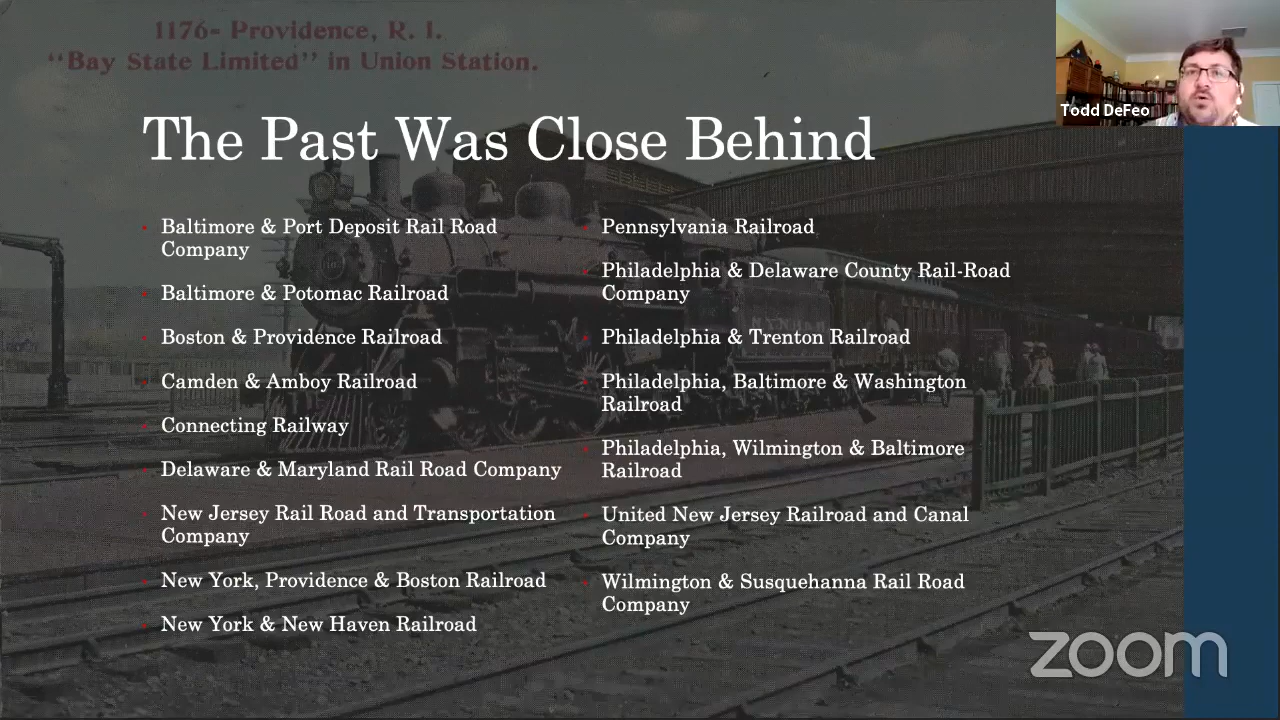 1176- Providence, R. I.
"Bay State Limited" in Union Station.
Todd DeFeo
The Past Was Close Behind
Baltimore & Port Deposit Rail Road
Company
Baltimore & Potomac Railroad
Boston & Providence Railroad
Camden & Amboy Railroad
Connecting Railway
Delaware & Maryland Rail Road Company
New Jersey Rail Road and Transportation
Company
New York, Providence & Boston Railroad
New York & New Haven Railroad
Pennsylvania Railroad
Philadelphia & Delaware County Rail-Road
Company
Philadelphia & Trenton Railroad
Philadelphia, Baltimore & Washington
Railroad
Philadelphia, Wilmington & Baltimore
Railroad
United New Jersey Railroad and Canal
Company
Wilmington & Susquehanna Rail Road
Company
zoom